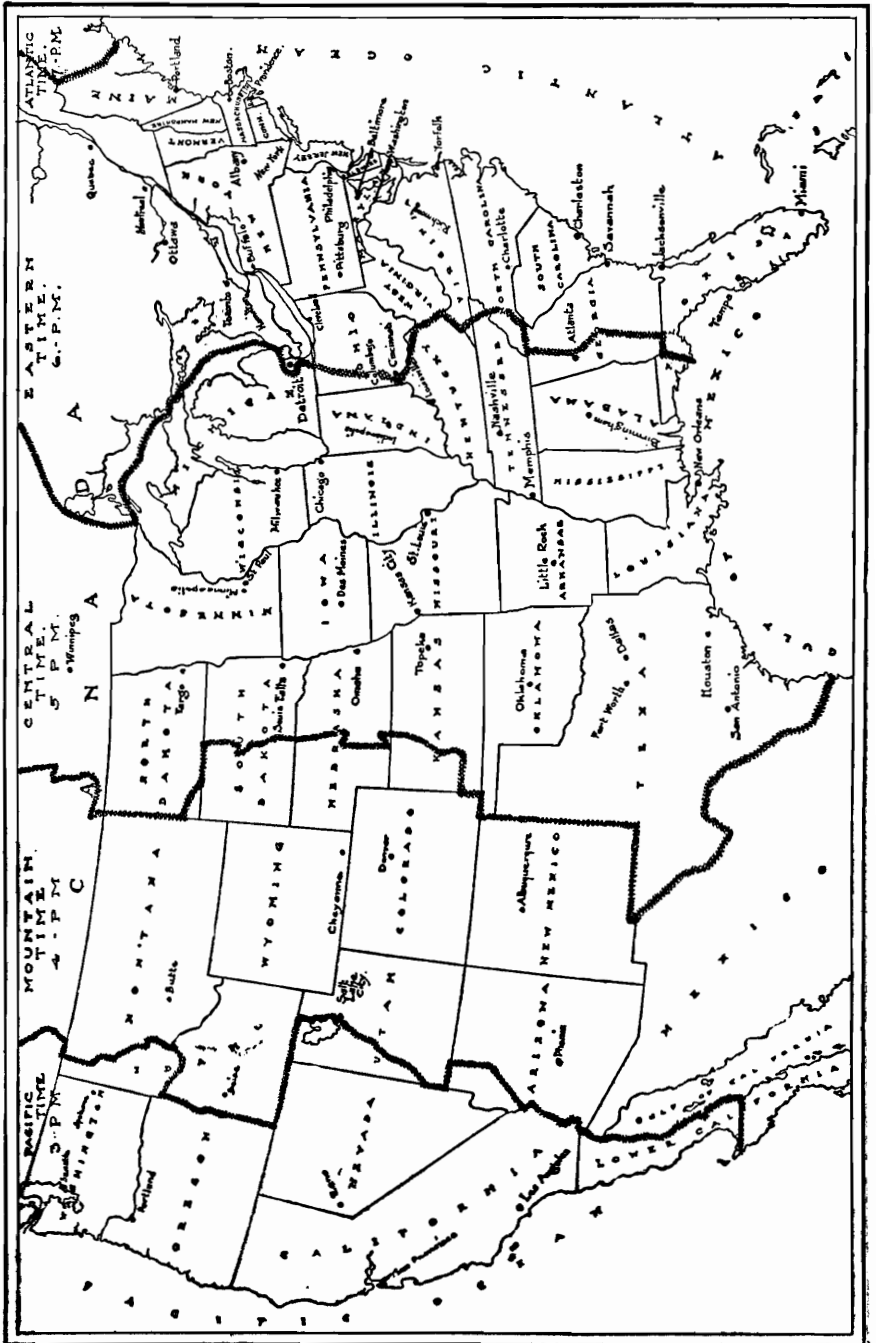 PACIFIC
TIME
3-PM
MOUNTAIN
TIME
4-PM
CENTRAL
TIME.
5 PM.
EASTERN
TIME.
6.-P.M.
ATLANTIC
TIME.
7.-P.M
CANADA
Seattle
WASHINGTON
Portland
OREGON
CALIFORNIA
San Francisco
Los Angeles
Reno
NEVADA
Boise
MONTANA
Butte
WYOMING
Cheyenne
Salt
Lake
City.
UTAH
COLORADO
Denver
ARIZONA
Phoenix
NEW MEXICO
Albuquerque
NORTH
DAKOTA
Fargo
SOUTH
DAKOTA
Sioux Falls
NEBRASKA
Omaha
KANSAS
Topeka
OKLAHOMA
Oklahoma
TEXAS
Fort Worth
Dallas
Houston
San Antonio
Winnipeg
MINNESOTA
Minneapolis
St Paul
IOWA
Des Moines
MISSOURI
Kansas City
St. Louis
ARKANSAS
Little Rock
LOUISIANA
New Orleans
WISCONSIN
Milwaukee
Chicago
ILLINOIS
INDIANA
Indianapolis
MICHIGAN
Detroit
OHIO
Columbus
Cincinnati
KENTUCKY
Louisville
TENNESSEE
Nashville
Memphis
MISSISSIPPI
ALABAMA
Birmingham
GEORGIA
Atlanta
Savannah
FLORIDA
Jacksonville
Tampa
Miami
SOUTH
CAROLINA
Charleston
NORTH CAROLINA
Charlotte
VIRGINIA
Richmond
Norfolk
WEST
VIRGINIA
PENNSYLVANIA
Pittsburg
Philadelphia
Baltimore
Washington
NEW JERSEY
NEW YORK
New York
Albany
Buffalo
Toronto
Ottawa
Montreal
Quebec
VERMONT
NEW HAMPSHIRE
MAINE
Portland
MASSACHUSETTS
Boston.
CONN.
Providence.
MEXICO
GULF OF CALIFORNIA
LOWER CALIFORNIA
GULF OF MEXICO